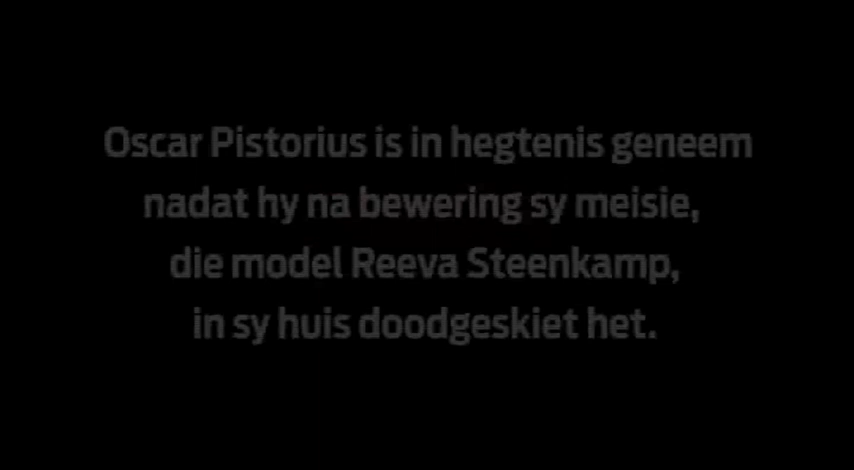 Oscar Pistorius is in hegtenis geneem
nadat hy na bewering sy meisie,
die model Reeva Steenkamp,
in sy huis doodgeskiet het.